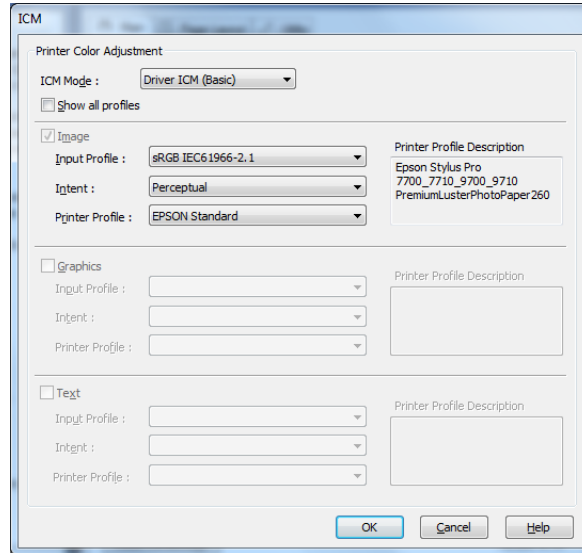 ICM
Printer Color Adjustment
ICM Mode :
Driver ICM (Basic)
Show all profiles
Image
Input Profile :
sRGB IEC61966-2.1
Intent :
Perceptual
Printer Profile :
EPSON Standard
Printer Profile Description
Epson Stylus Pro
7700_7710_9700_9710
PremiumLusterPhotoPaper260
Graphics
Input Profile :
Intent :
Printer Profile :
Printer Profile Description
Text
Input Profile :
Intent :
Printer Profile :
Printer Profile Description
OK
Cancel
Help